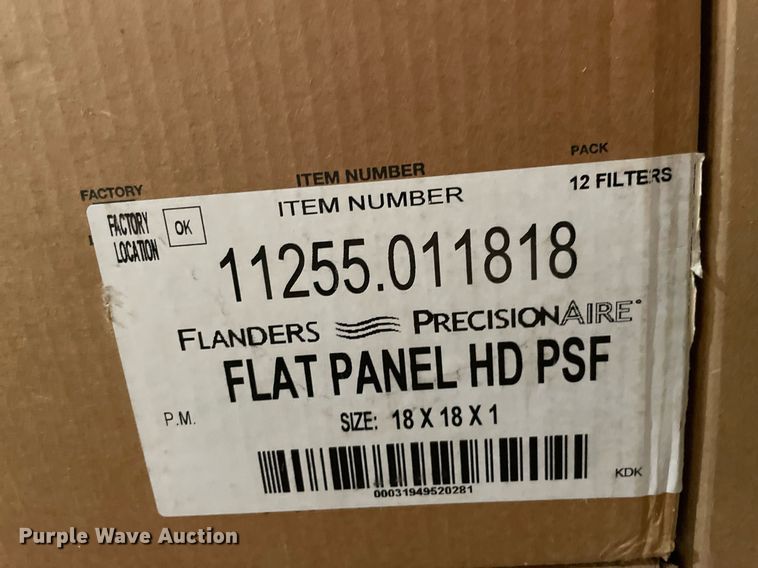 FACTORY
ITEM NUMBER
PACK
FACTORY LOCATION
OK
ITEM NUMBER
12 FILTERS
11255.011818
FLANDERS PRECISIONAIRE
FLAT PANEL HD PSF
P.M.
SIZE: 18 X 18 X 1
00031949520281
KDK
Purple Wave Auction